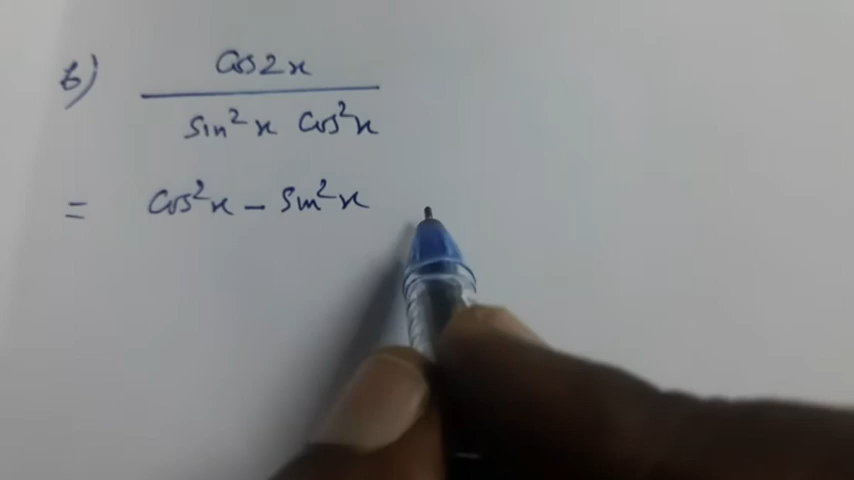 b) cos2x
sin²x cos²x
= cos²x - sin²x